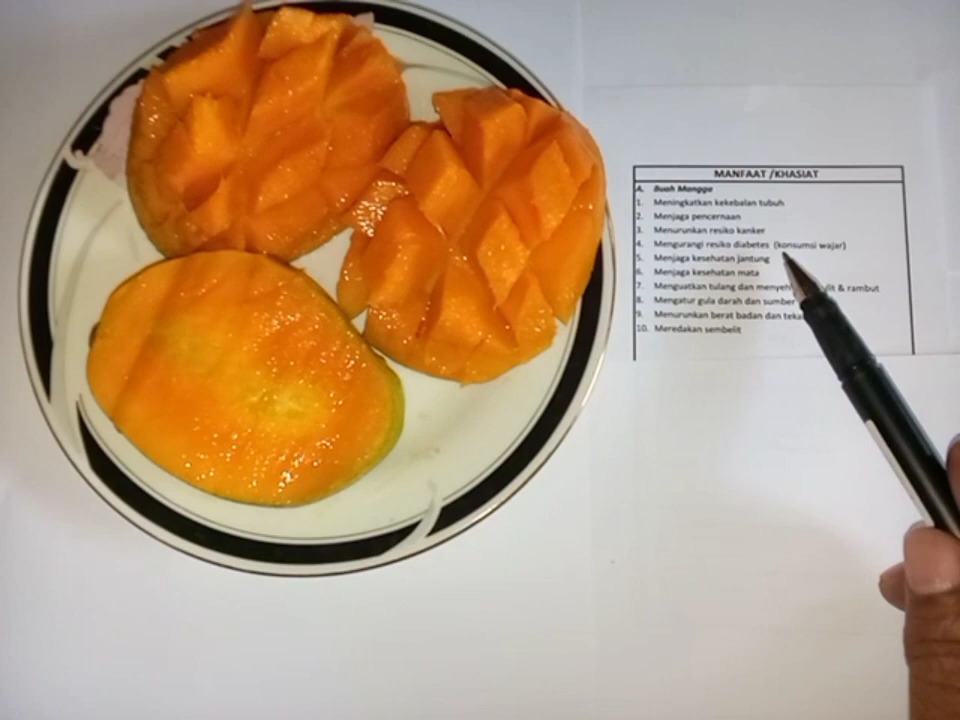 MANFAAT /KHASIAT
A. Buah Mangga
1. Meningkatkan kekebalan tubuh
2. Menjaga pencernaan
3. Menurunkan resiko kanker
4. Mengurangi resiko diabetes (konsumsi wajar)
5. Menjaga kesehatan jantung
6. Menjaga kesehatan mata
7. Menguatkan tulang dan & rambut
8. Mengatur gula darah dan sumber
9. Menurunkan berat badan dan
10. Meredakan sembelit